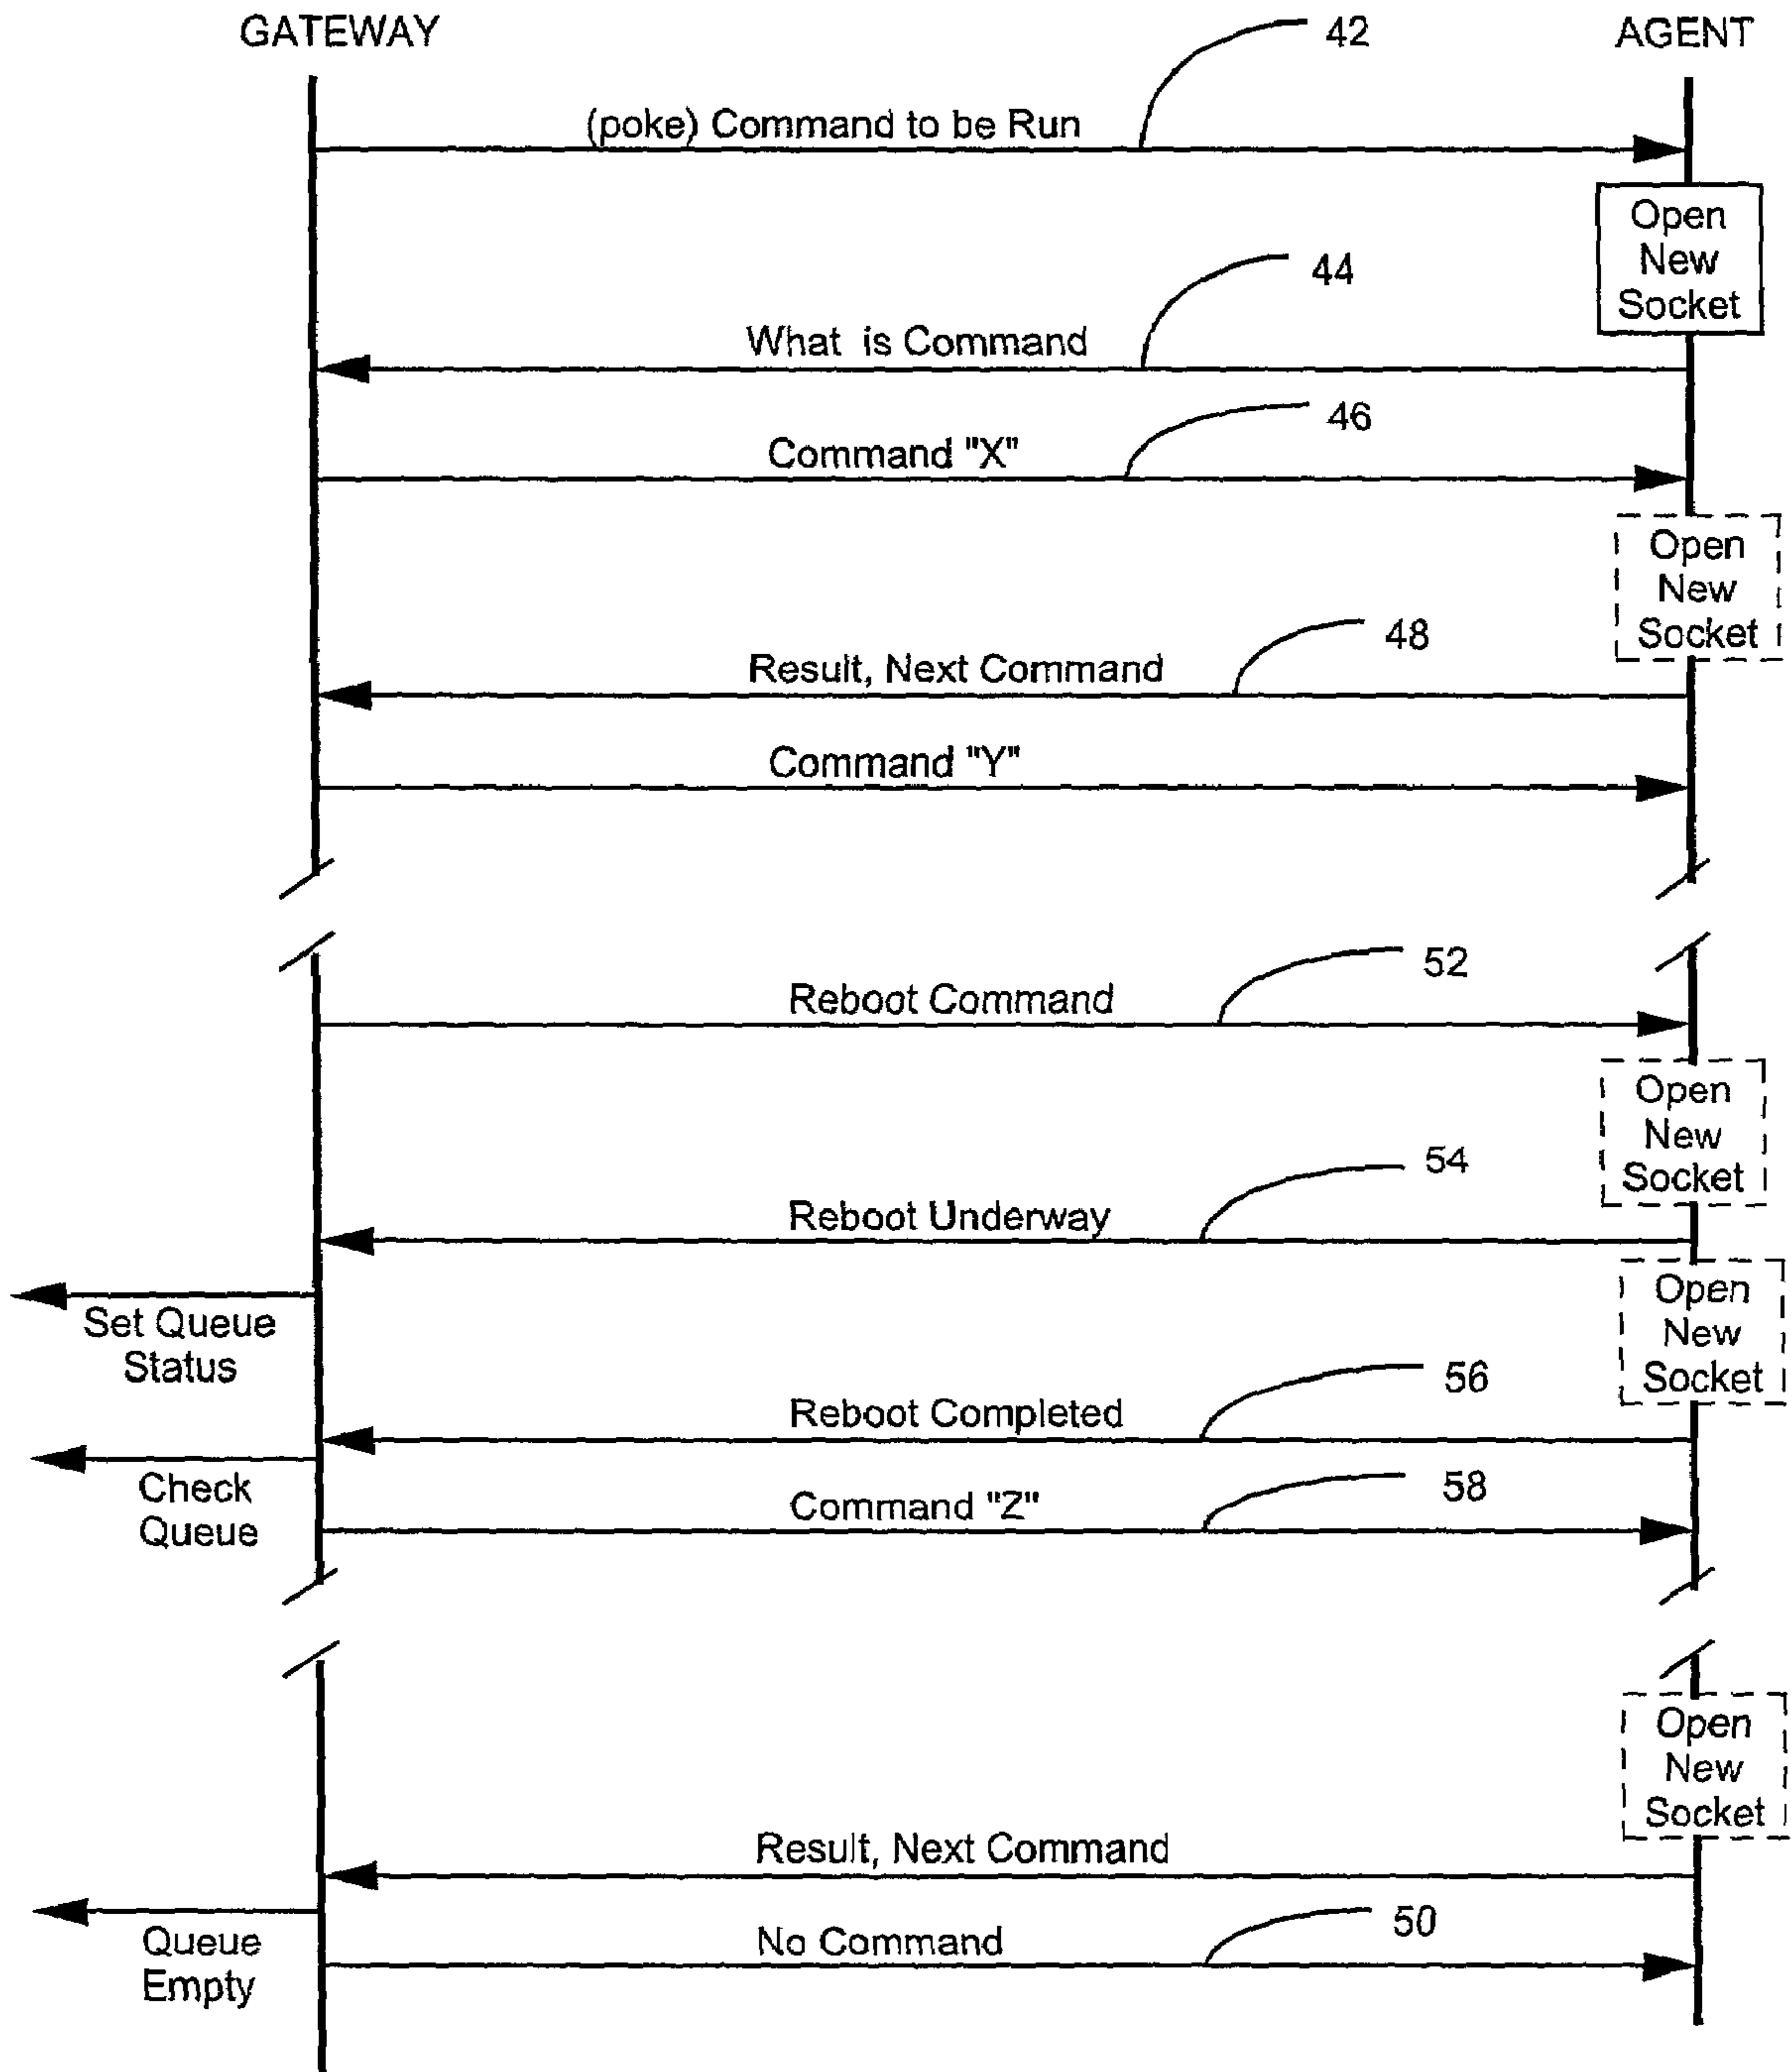 GATEWAY
42
AGENT
(poke) Command to be Run
Open
New
Socket
44
What is Command
46
Command "X"
Open
New
Socket
48
Result, Next Command
Command "Y"
52
Reboot Command
Open
New
Socket
54
Reboot Underway
Open
New
Socket
Set Queue
Status
56
Reboot Completed
Check
Queue
58
Command "Z"
Open
New
Socket
Result, Next Command
50
No Command
Queue
Empty